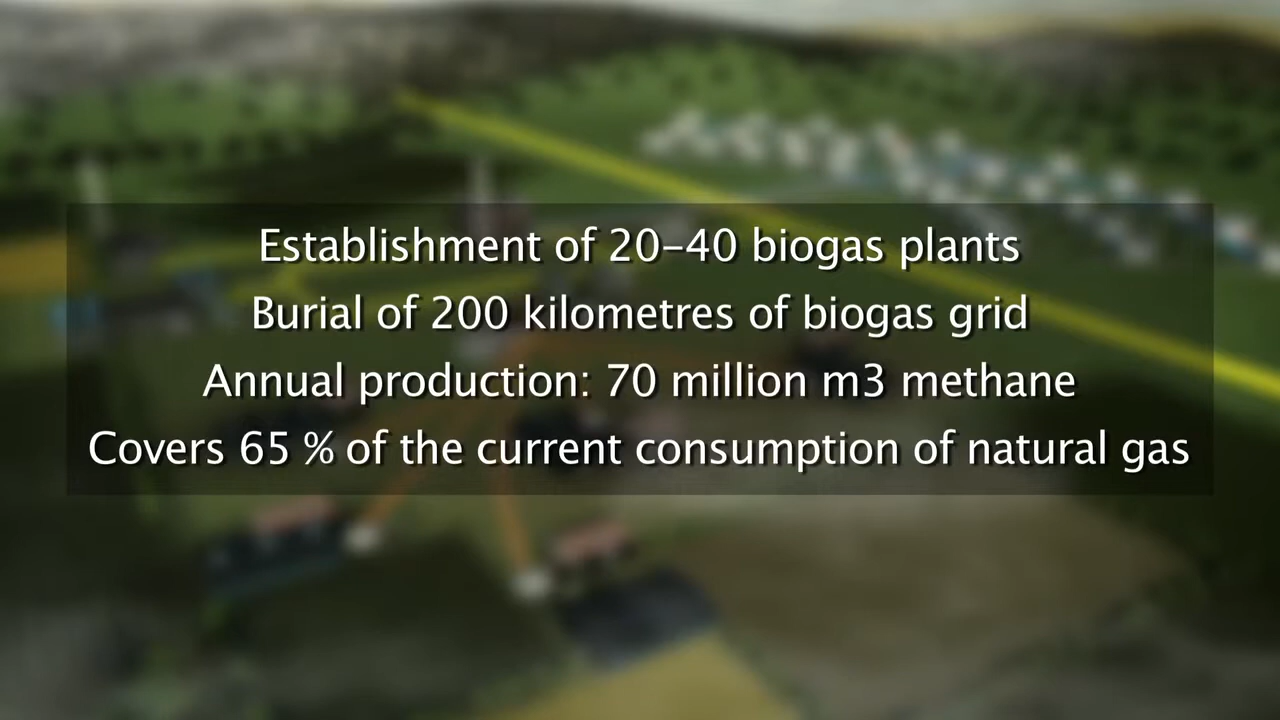 Establishment of 20–40 biogas plants
Burial of 200 kilometres of biogas grid
Annual production: 70 million m3 methane
Covers 65 % of the current consumption of natural gas